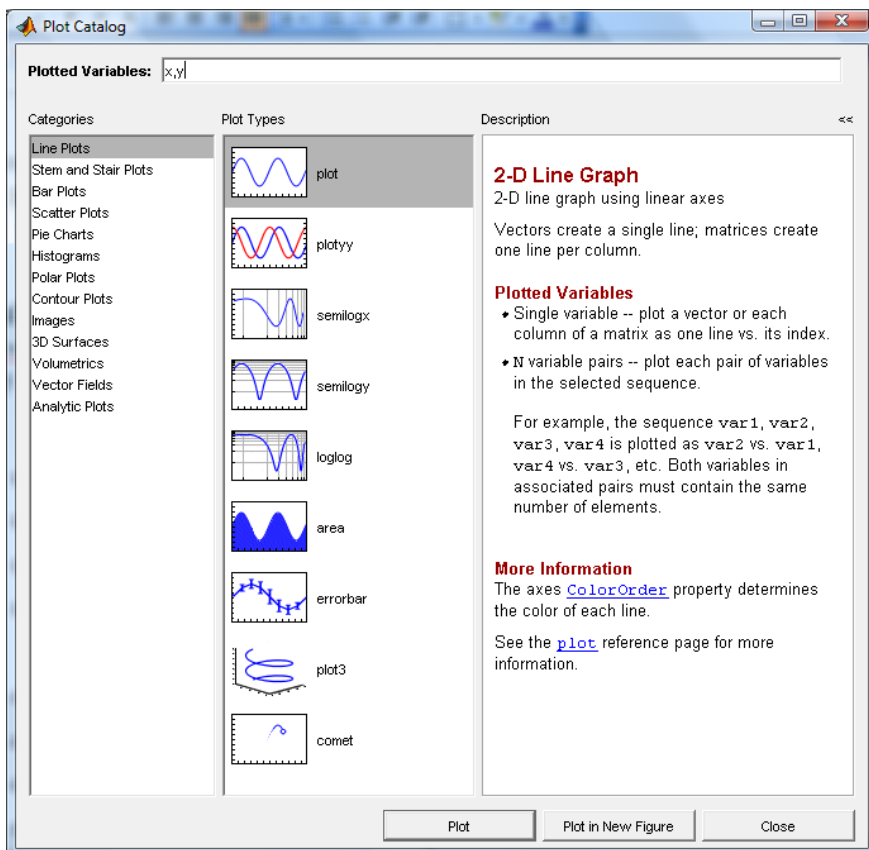 Plot Catalog
Plotted Variables: x,y
Categories
Line Plots
Stem and Stair Plots
Bar Plots
Scatter Plots
Pie Charts
Histograms
Polar Plots
Contour Plots
Images
3D Surfaces
Volumetrics
Vector Fields
Analytic Plots
Plot Types
plot
plotyy
semilogx
semilogy
loglog
area
errorbar
plot3
comet
Description <<
2-D Line Graph
2-D line graph using linear axes
Vectors create a single line; matrices create
one line per column.
Plotted Variables
• Single variable -- plot a vector or each
column of a matrix as one line vs. its index.
• N variable pairs -- plot each pair of variables
in the selected sequence.
For example, the sequence var1, var2,
var3, var4 is plotted as var2 vs. var1,
var4 vs. var3, etc. Both variables in
associated pairs must contain the same
number of elements.
More Information
The axes ColorOrder property determines
the color of each line.
See the plot reference page for more
information.
Plot
Plot in New Figure
Close